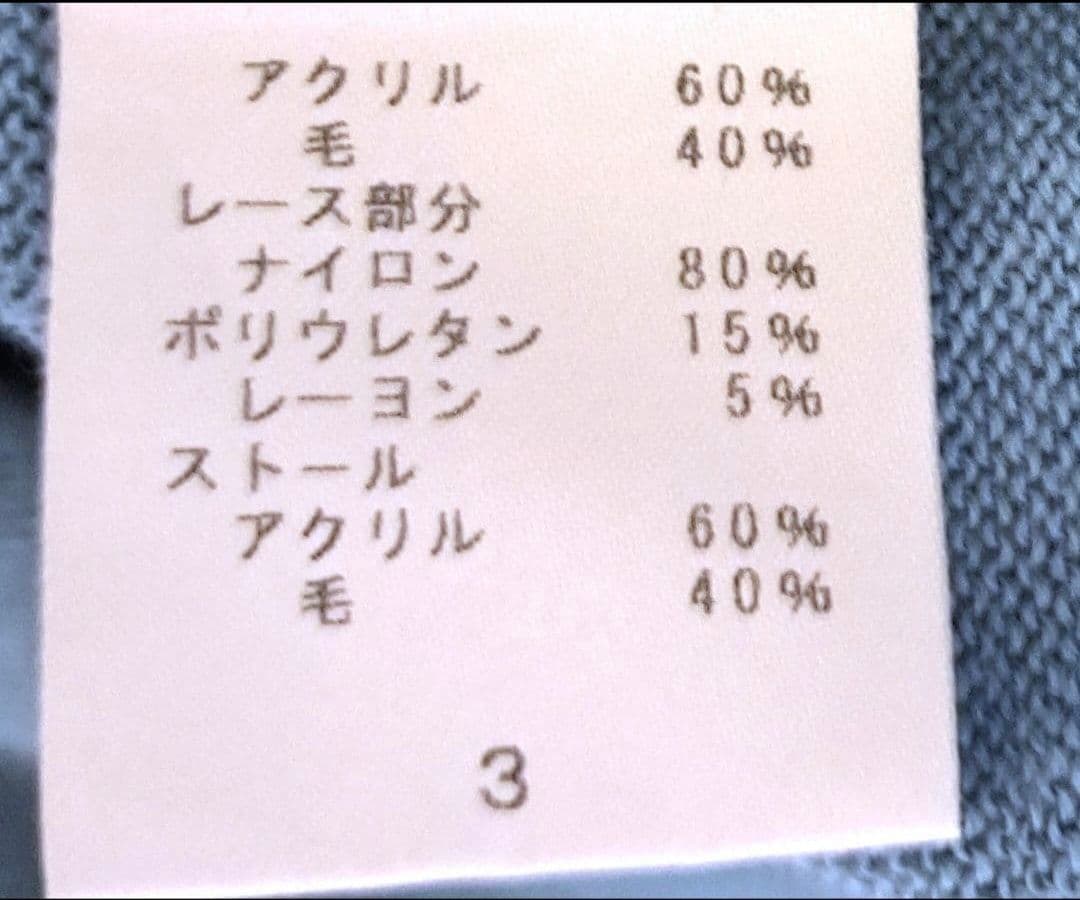 アクリル 60%
毛 40%
レース部分
ナイロン 80%
ポリウレタン 15%
レーヨン 5%
ストール
アクリル 60%
毛 40%
3